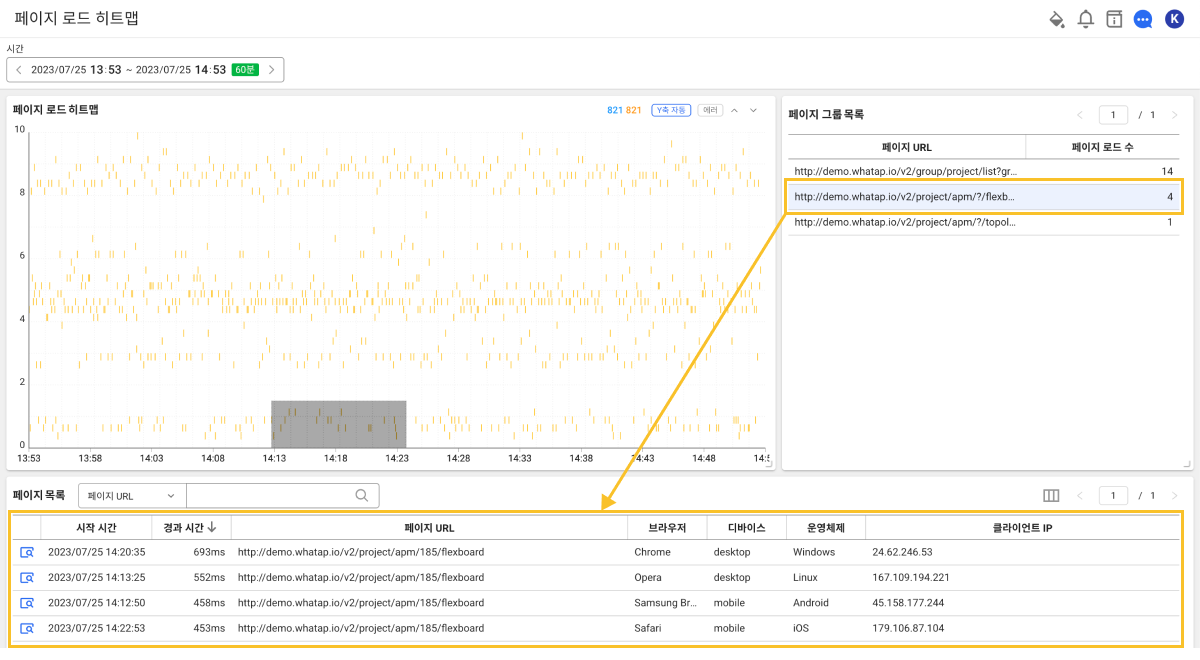 페이지 로드 히트맵
K
시간
2023/07/25 13:53 ~ 2023/07/25 14:53 60분
페이지 로드 히트맵
821 821 Y축 자동 에러
10
8
6
4
2
0
13:53 13:58 14:03 14:08 14:13 14:18 14:23 14:28 14:33 14:38 14:43 14:48
페이지 그룹 목록
1 / 1
페이지 URL 페이지 로드 수
http://demo.whatap.io/v2/group/project/list?gr... 14
http://demo.whatap.io/v2/project/apm/?/flexb... 4
http://demo.whatap.io/v2/project/apm/?/topol... 1
페이지 목록 페이지 URL
1 / 1
시작 시간 경과 시간 페이지 URL 브라우저 디바이스 운영체제 클라이언트 IP
2023/07/25 14:20:35 693ms http://demo.whatap.io/v2/project/apm/185/flexboard Chrome desktop Windows 24.62.246.53
2023/07/25 14:13:25 552ms http://demo.whatap.io/v2/project/apm/185/flexboard Opera desktop Linux 167.109.194.221
2023/07/25 14:12:50 458ms http://demo.whatap.io/v2/project/apm/185/flexboard Samsung Br... mobile Android 45.158.177.244
2023/07/25 14:22:53 453ms http://demo.whatap.io/v2/project/apm/185/flexboard Safari mobile iOS 179.106.87.104